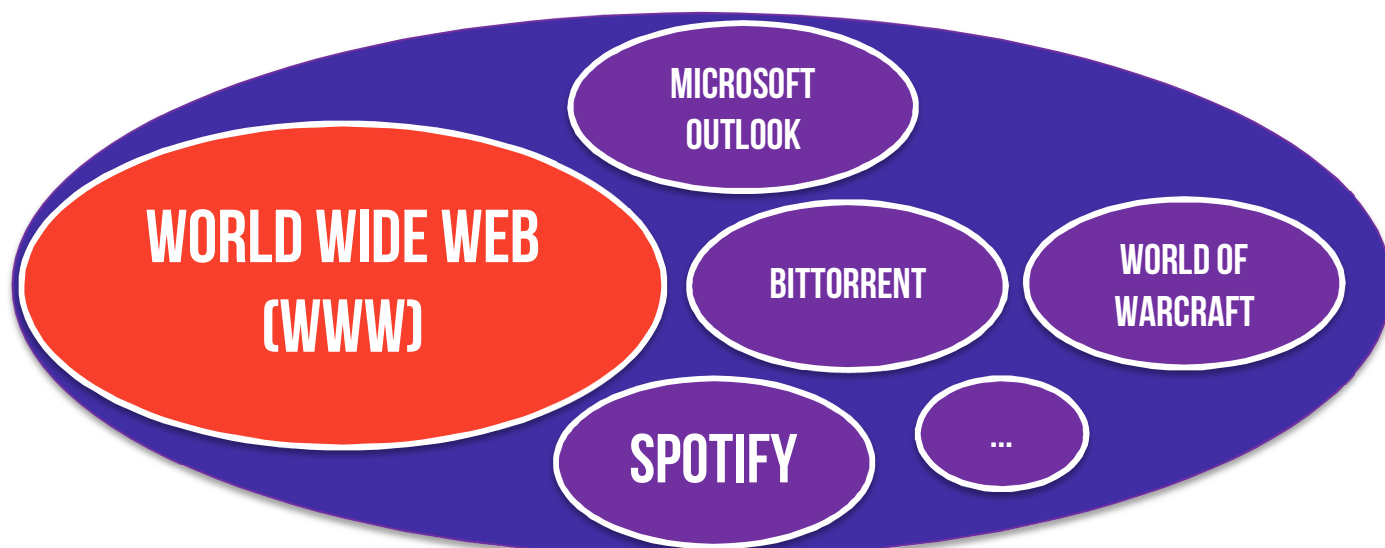 MICROSOFT
OUTLOOK
WORLD WIDE WEB
(WWW)
BITTORRENT
WORLD OF
WARCRAFT
SPOTIFY
...